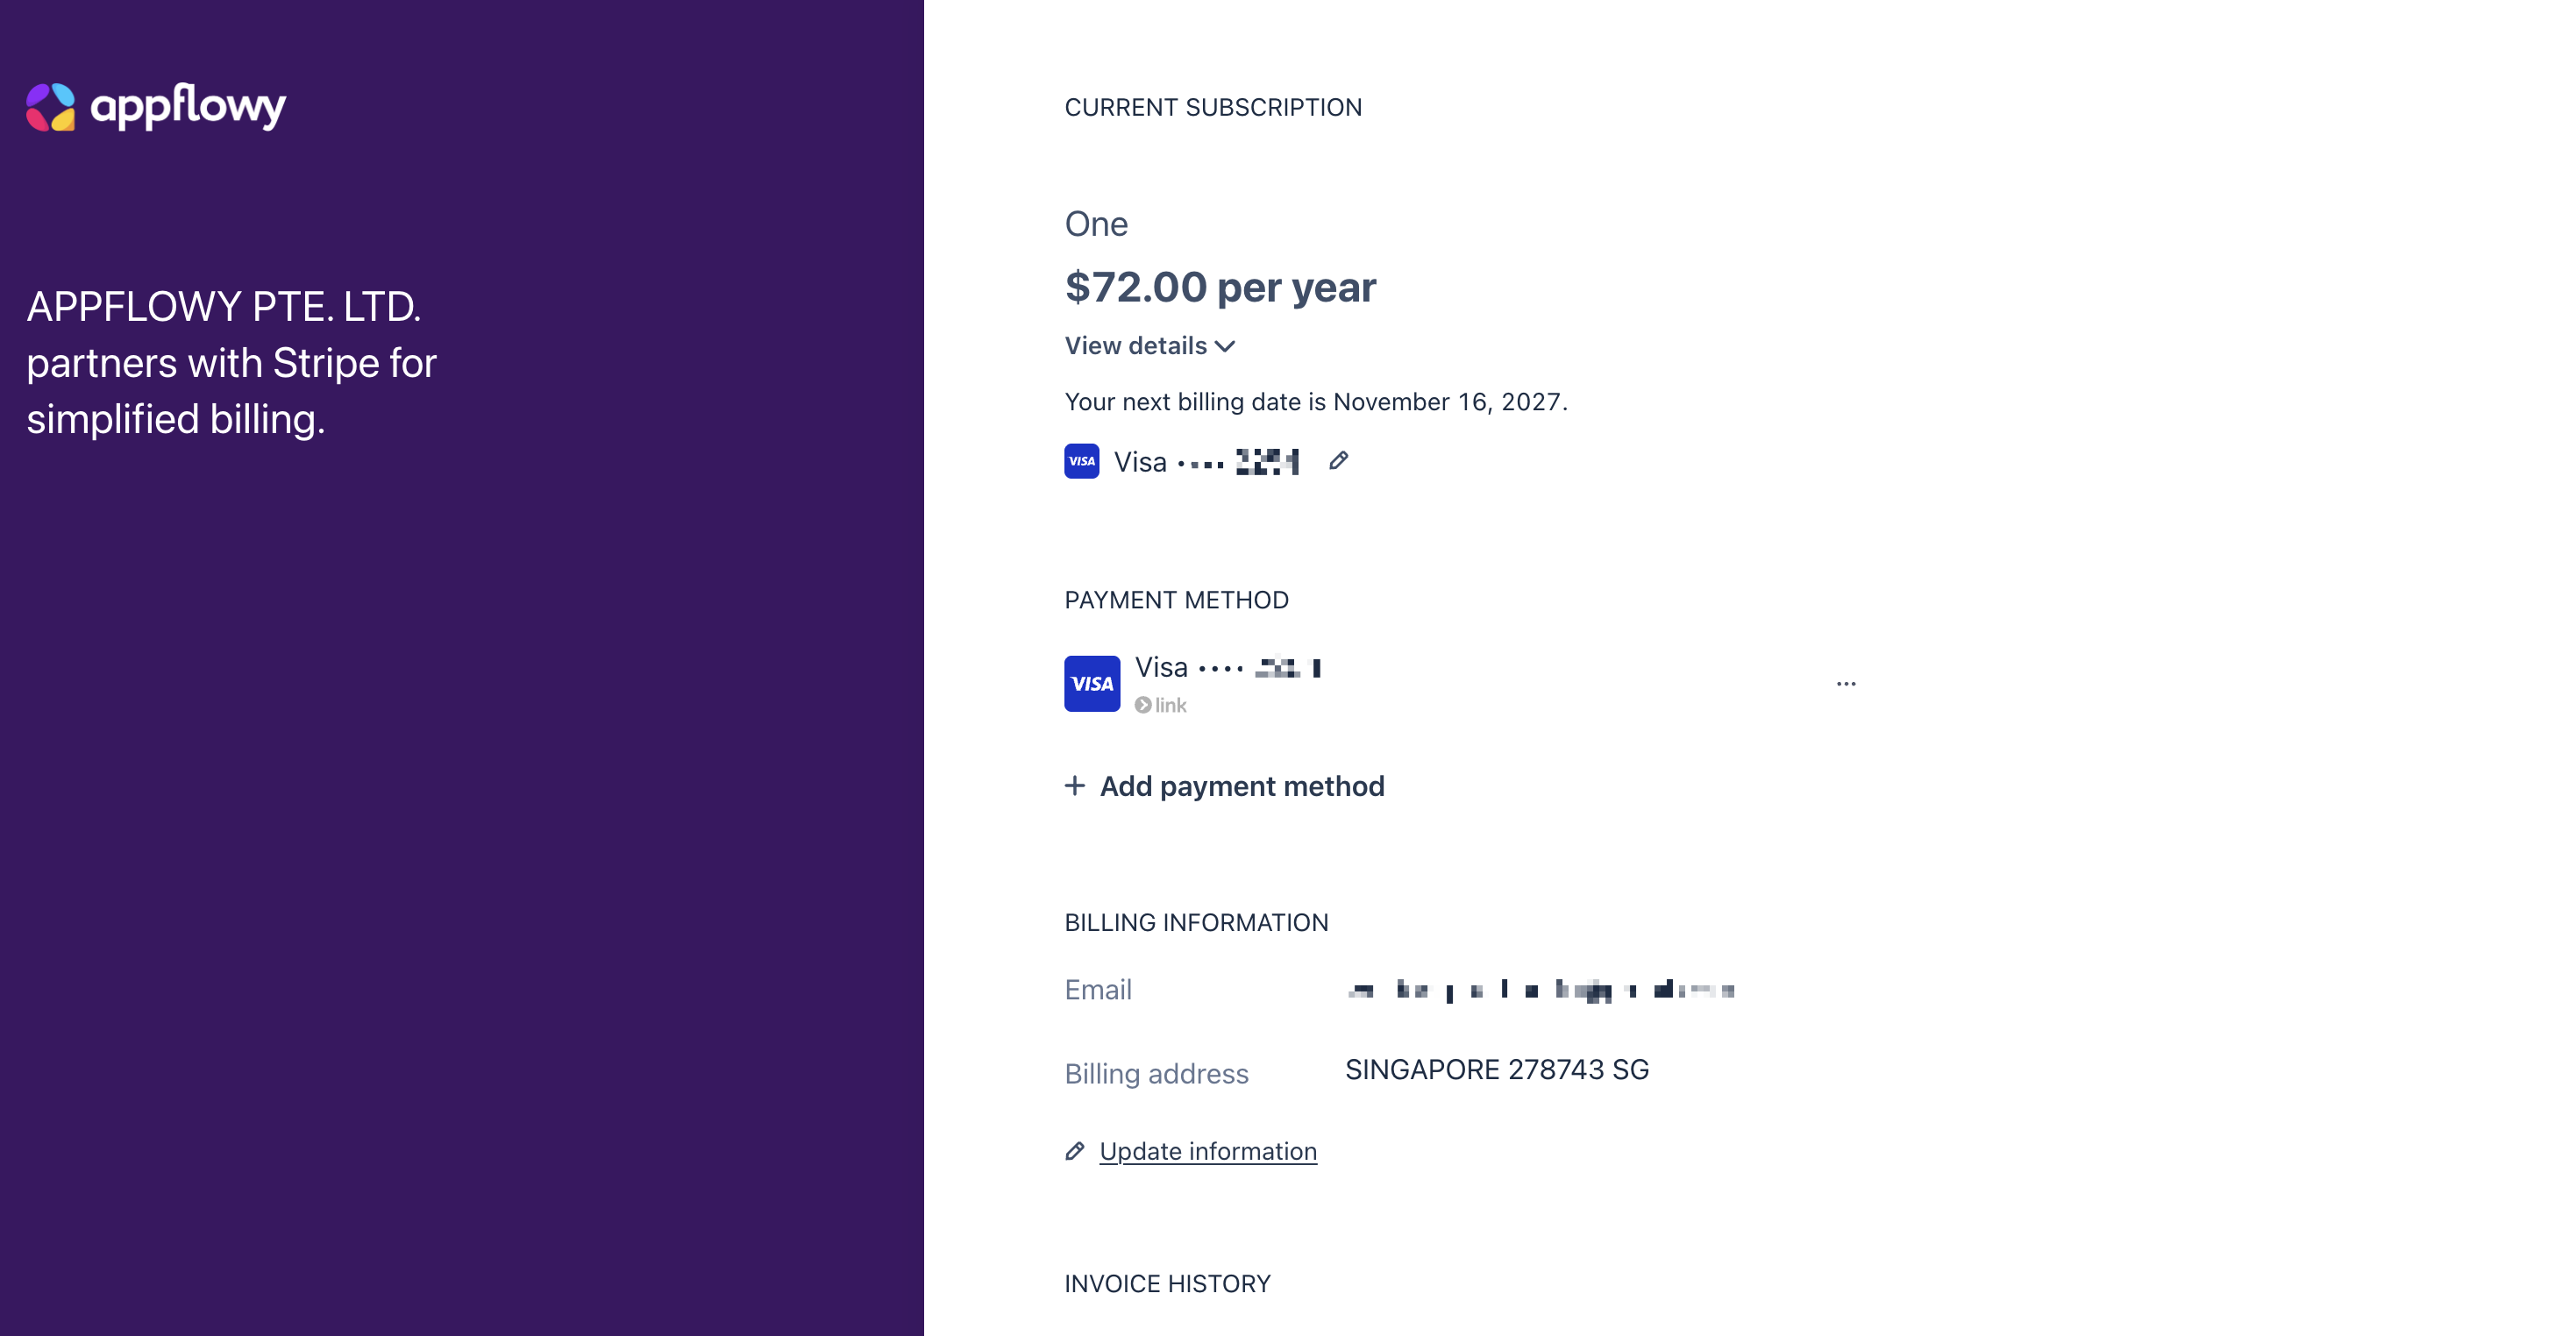 appflowy
APPFLOWY PTE. LTD.
partners with Stripe for
simplified billing.
CURRENT SUBSCRIPTION
One
$72.00 per year
View details
Your next billing date is November 16, 2027.
VISA Visa ••••
PAYMENT METHOD
VISA Visa ••••
link
Add payment method
BILLING INFORMATION
Email
Billing address SINGAPORE 278743 SG
Update information
INVOICE HISTORY